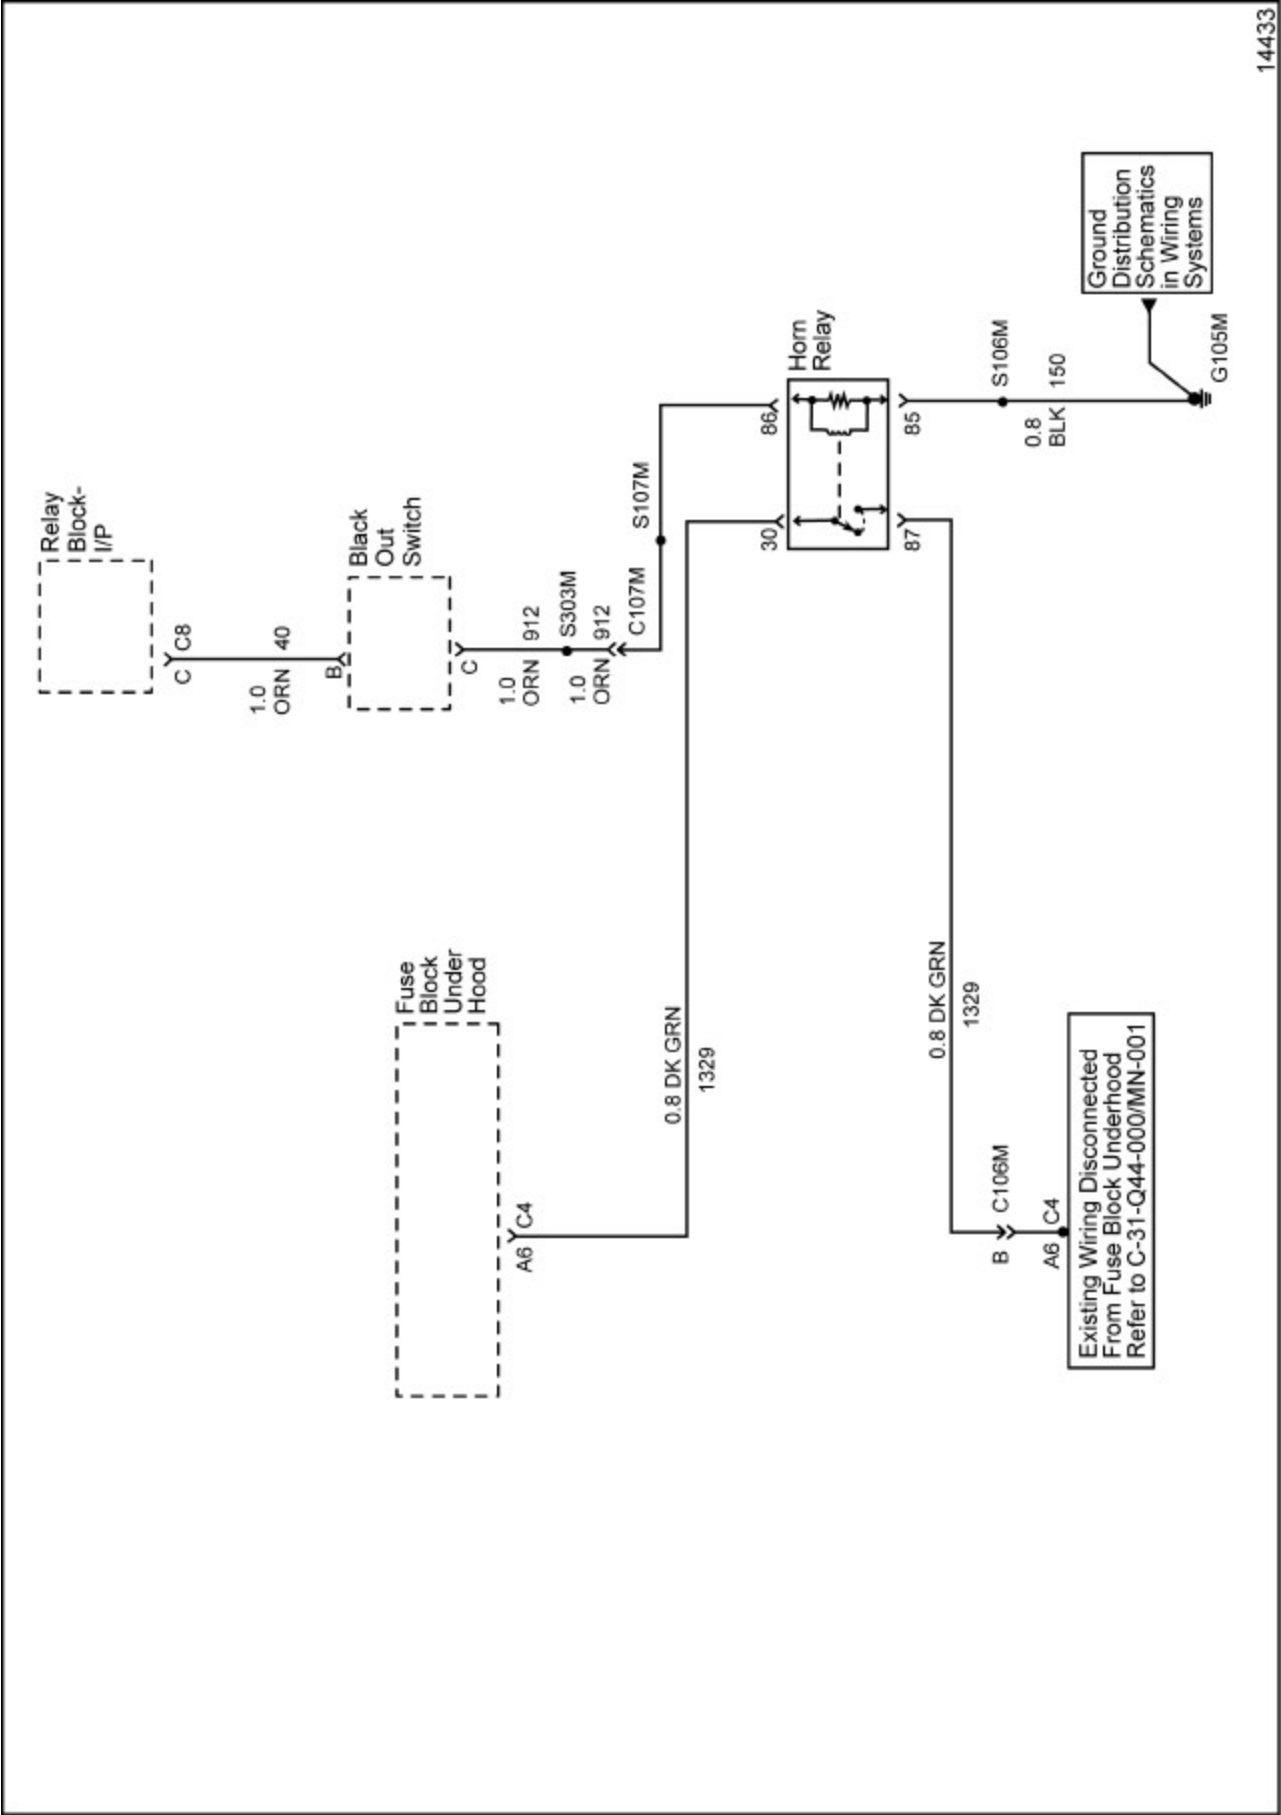 Relay
Block-
I/P
C
C8
1.0
ORN
40
B
Black
Out
Switch
C
1.0
ORN
912
S303M
1.0
ORN
912
C107M
S107M
Fuse
Block
Under
Hood
A6
C4
0.8 DK GRN
1329
30
86
Horn
Relay
87
85
S106M
0.8
BLK
150
G105M
Ground
Distribution
Schematics
in Wiring
Systems
0.8 DK GRN
1329
B
C106M
A6
C4
Existing Wiring Disconnected
From Fuse Block Underhood
Refer to C-31-Q44-000/MN-001
14433